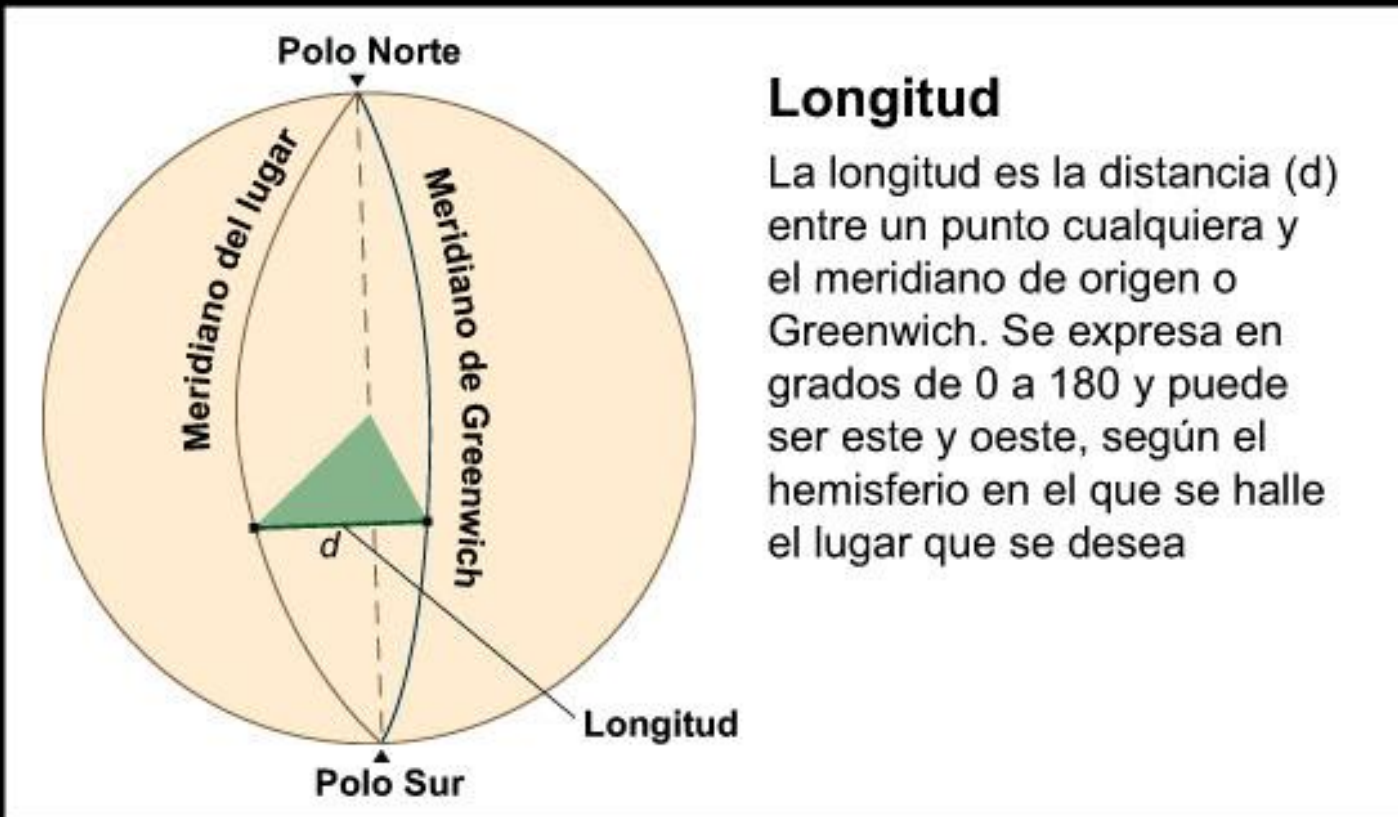 Polo Norte
Meridiano del lugar
Meridiano de Greenwich
d
Longitud
Polo Sur
Longitud
La longitud es la distancia (d)
entre un punto cualquiera y
el meridiano de origen o
Greenwich. Se expresa en
grados de 0 a 180 y puede
ser este y oeste, según el
hemisferio en el que se halle
el lugar que se desea